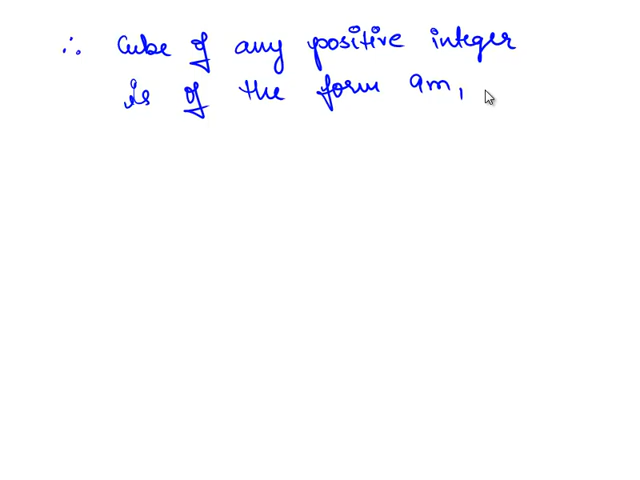 ∴ Cube of any positive integer
is of the form 9m,